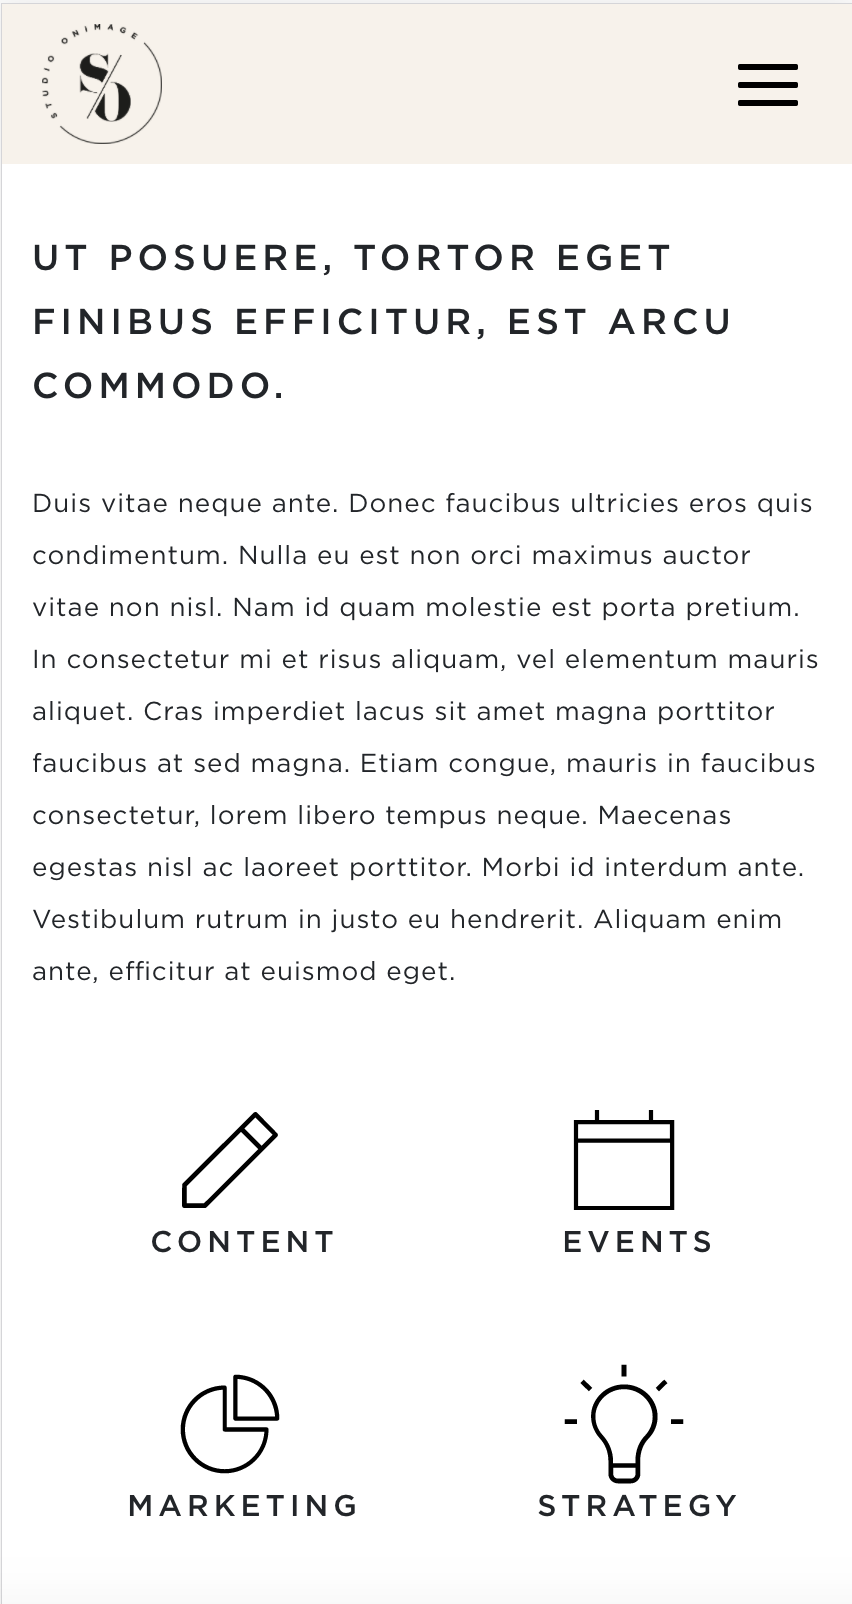 STUDIO ONIMAGE
S/O
UT POSUERE, TORTOR EGET
FINIBUS EFFICITUR, EST ARCU
COMMODO.
Duis vitae neque ante. Donec faucibus ultricies eros quis
condimentum. Nulla eu est non orci maximus auctor
vitae non nisl. Nam id quam molestie est porta pretium.
In consectetur mi et risus aliquam, vel elementum mauris
aliquet. Cras imperdiet lacus sit amet magna porttitor
faucibus at sed magna. Etiam congue, mauris in faucibus
consectetur, lorem libero tempus neque. Maecenas
egestas nisl ac laoreet porttitor. Morbi id interdum ante.
Vestibulum rutrum in justo eu hendrerit. Aliquam enim
ante, efficitur at euismod eget.
CONTENT
EVENTS
MARKETING
STRATEGY